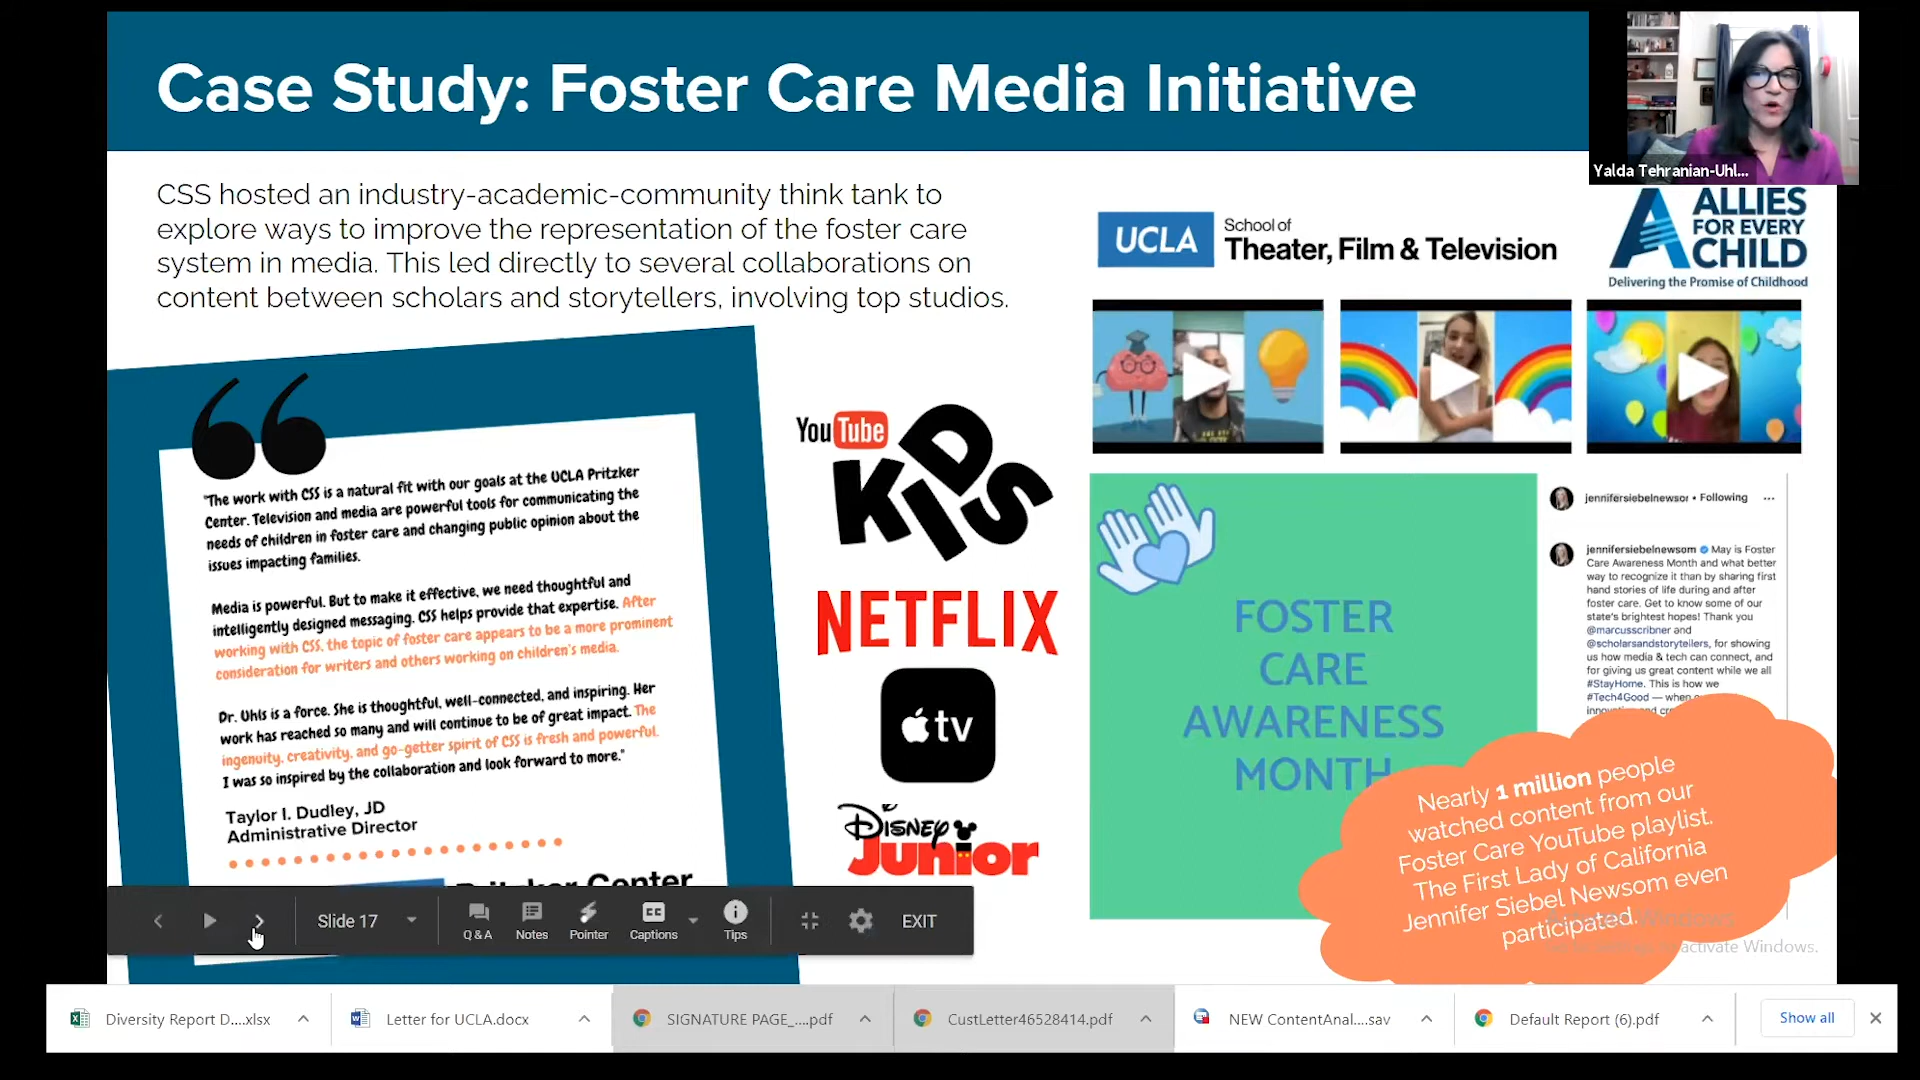 Case Study: Foster Care Media Initiative
Yalda Tehranian-Uhl...
CSS hosted an industry-academic-community think tank to
explore ways to improve the representation of the foster care
system in media. This led directly to several collaborations on
content between scholars and storytellers, involving top studios.
UCLA School of
Theater, Film & Television
ALLIES
FOR EVERY
CHILD
Delivering the Promise of Childhood
"The work with CSS is a natural fit with our goals at the UCLA Pritzker
Center. Television and media are powerful tools for communicating the
needs of children in foster care and changing public opinion about the
issues impacting families.
Media is powerful. But to make it effective, we need thoughtful and
intelligently designed messaging. CSS helps provide that expertise. After
working with CSS, the topic of foster care appears to be a more prominent
consideration for writers and others working on children's media.
Dr. Uhls is a force. She is thoughtful, well-connected, and inspiring. Her
work has reached so many and will continue to be of great impact. The
ingenuity, creativity, and go-getter spirit of CSS is fresh and powerful.
I was so inspired by the collaboration and look forward to more."
Taylor I. Dudley, JD
Administrative Director
Pritzker Center
YouTube
KIDS
NETFLIX
tv
Disney
Junior
FOSTER
CARE
AWARENESS
MONTH
jennifersiebelnewsor • Following ...
jennifersiebelnewsom May is Foster
Care Awareness Month and what better
way to recognize it than by sharing first
hand stories of life during and after
foster care. Get to know some of our
state's brightest hopes! Thank you
@marcusscribner and
@scholarsandstorytellers, for showing
us how media & tech can connect, and
for giving us great content while we all
#StayHome. This is how we
#Tech4Good — when
Nearly 1 million people
watched content from our
Foster Care YouTube playlist.
The First Lady of California
Jennifer Siebel Newsom even
participated.
Activate Windows
activate Windows.
Slide 17
Q & A
Notes
Pointer
CC
Captions
Tips
EXIT
Diversity Report D....xlsx
Letter for UCLA.docx
SIGNATURE PAGE_....pdf
CustLetter46528414.pdf
NEW ContentAnal....sav
Default Report (6).pdf
Show all